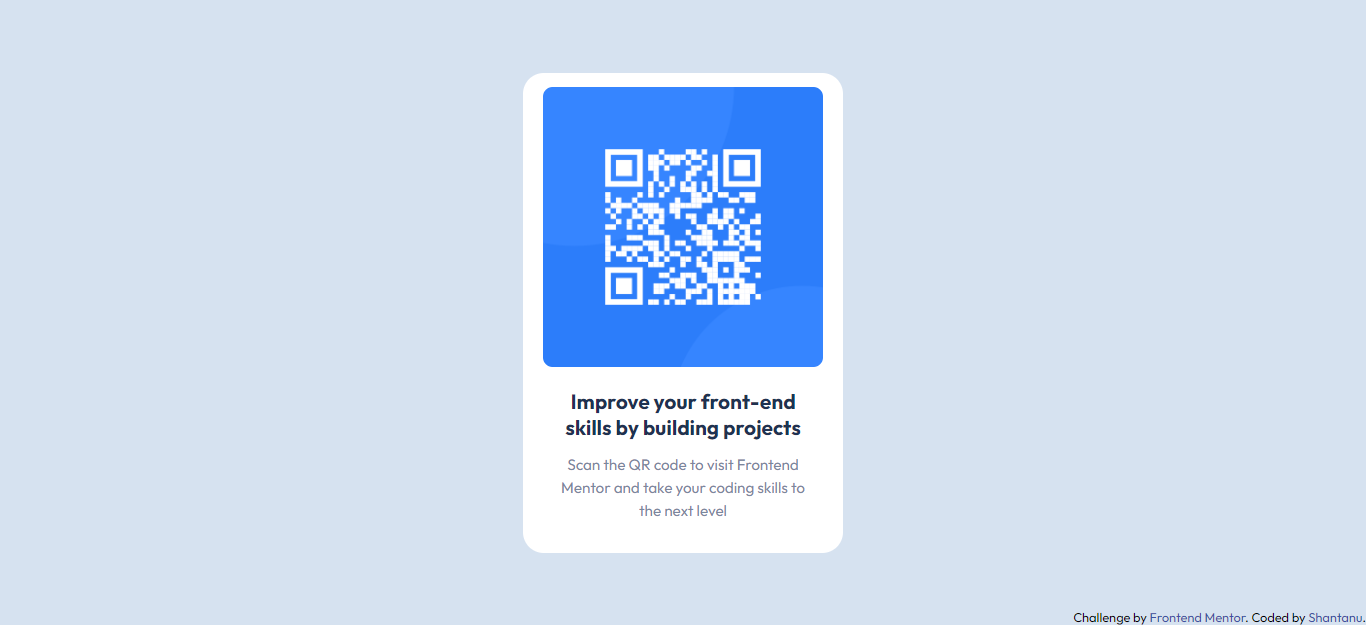 Improve your front-end
skills by building projects
Scan the QR code to visit Frontend
Mentor and take your coding skills to
the next level
Challenge by Frontend Mentor. Coded by Shantanu.